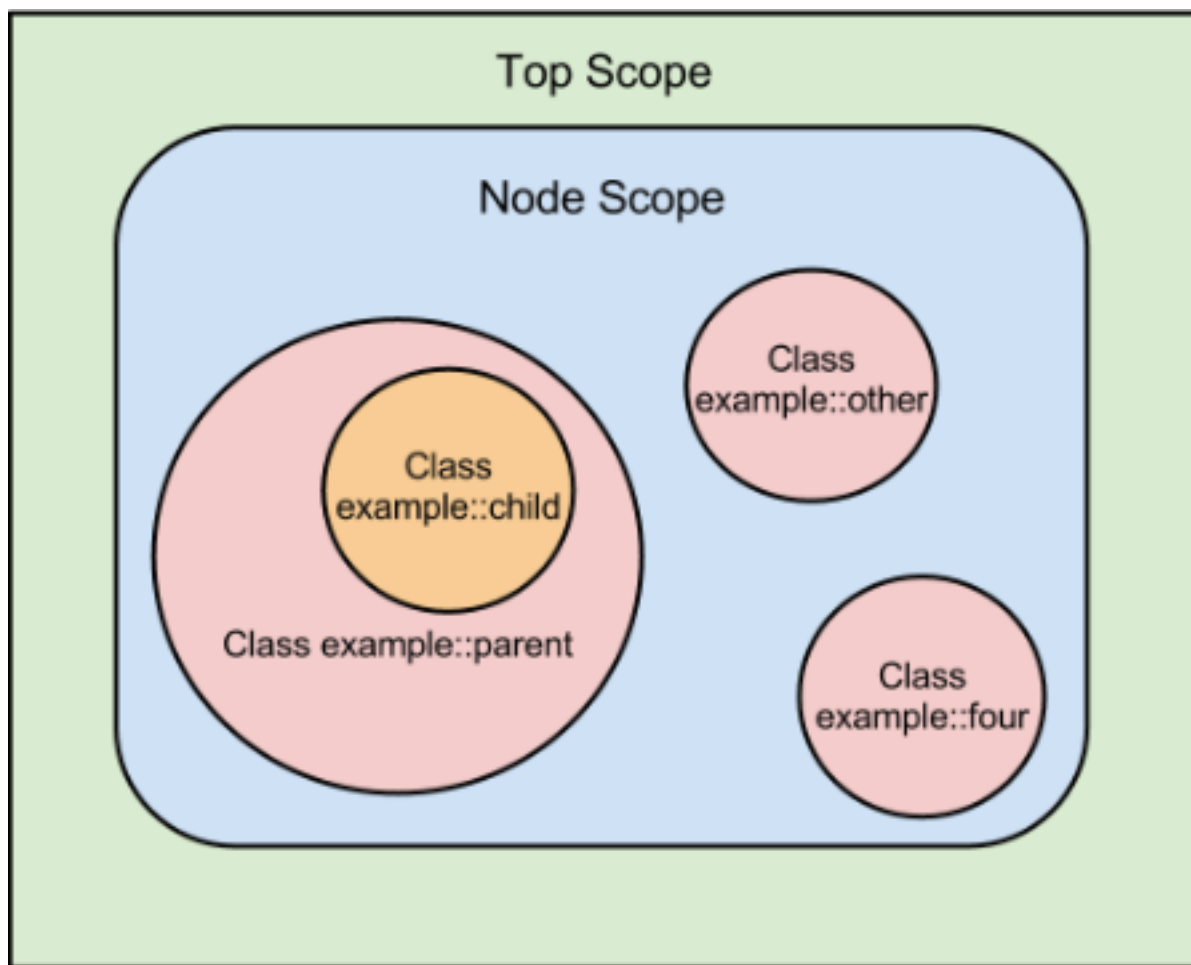 Top Scope
Node Scope
Class
example::other
Class
example::child
Class example::parent
Class
example::four